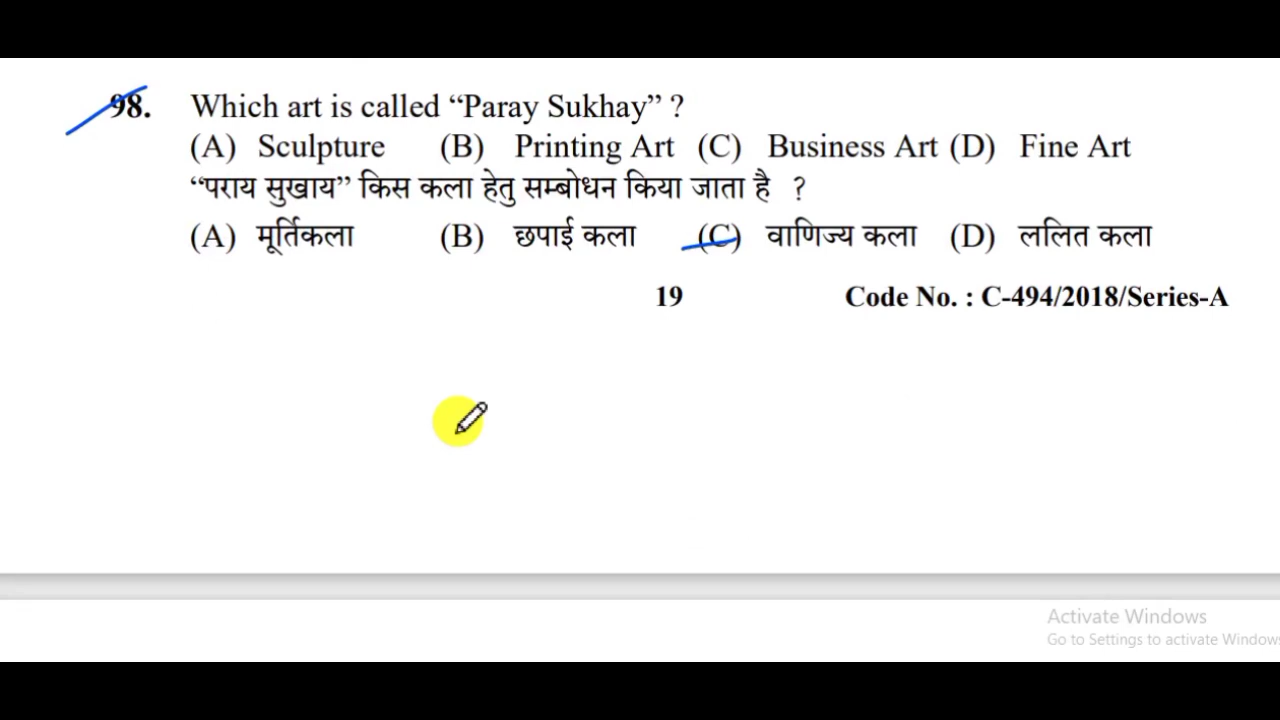 98. Which art is called “Paray Sukhay” ?
(A) Sculpture (B) Printing Art (C) Business Art (D) Fine Art
“पराय सुखाय” किस कला हेतु सम्बोधन किया जाता है ?
(A) मूर्तिकला (B) छपाई कला (C) वाणिज्य कला (D) ललित कला
19 Code No. : C-494/2018/Series-A
Activate Windows
Go to Settings to activate Windows